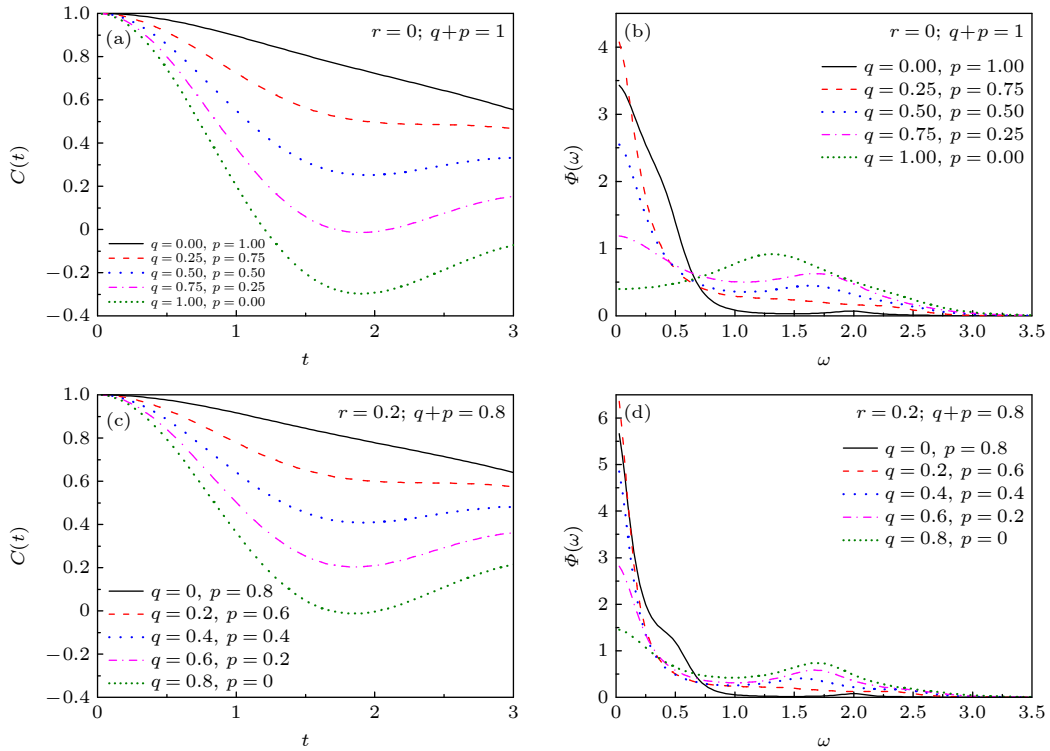 (a)
r=0; q+p=1
1.0
0.8
0.6
0.4
0.2
0
−0.2
−0.4
C(t)
q=0.00, p=1.00
q=0.25, p=0.75
q=0.50, p=0.50
q=0.75, p=0.25
q=1.00, p=0.00
0
1
2
3
t
(b)
r=0; q+p=1
4
3
2
1
0
Φ(ω)
q=0.00, p=1.00
q=0.25, p=0.75
q=0.50, p=0.50
q=0.75, p=0.25
q=1.00, p=0.00
0
0.5
1.0
1.5
2.0
2.5
3.0
3.5
ω
(c)
r=0.2; q+p=0.8
1.0
0.8
0.6
0.4
0.2
0
−0.2
−0.4
C(t)
q=0, p=0.8
q=0.2, p=0.6
q=0.4, p=0.4
q=0.6, p=0.2
q=0.8, p=0
0
1
2
3
t
(d)
r=0.2; q+p=0.8
6
5
4
3
2
1
0
Φ(ω)
q=0, p=0.8
q=0.2, p=0.6
q=0.4, p=0.4
q=0.6, p=0.2
q=0.8, p=0
0
0.5
1.0
1.5
2.0
2.5
3.0
3.5
ω